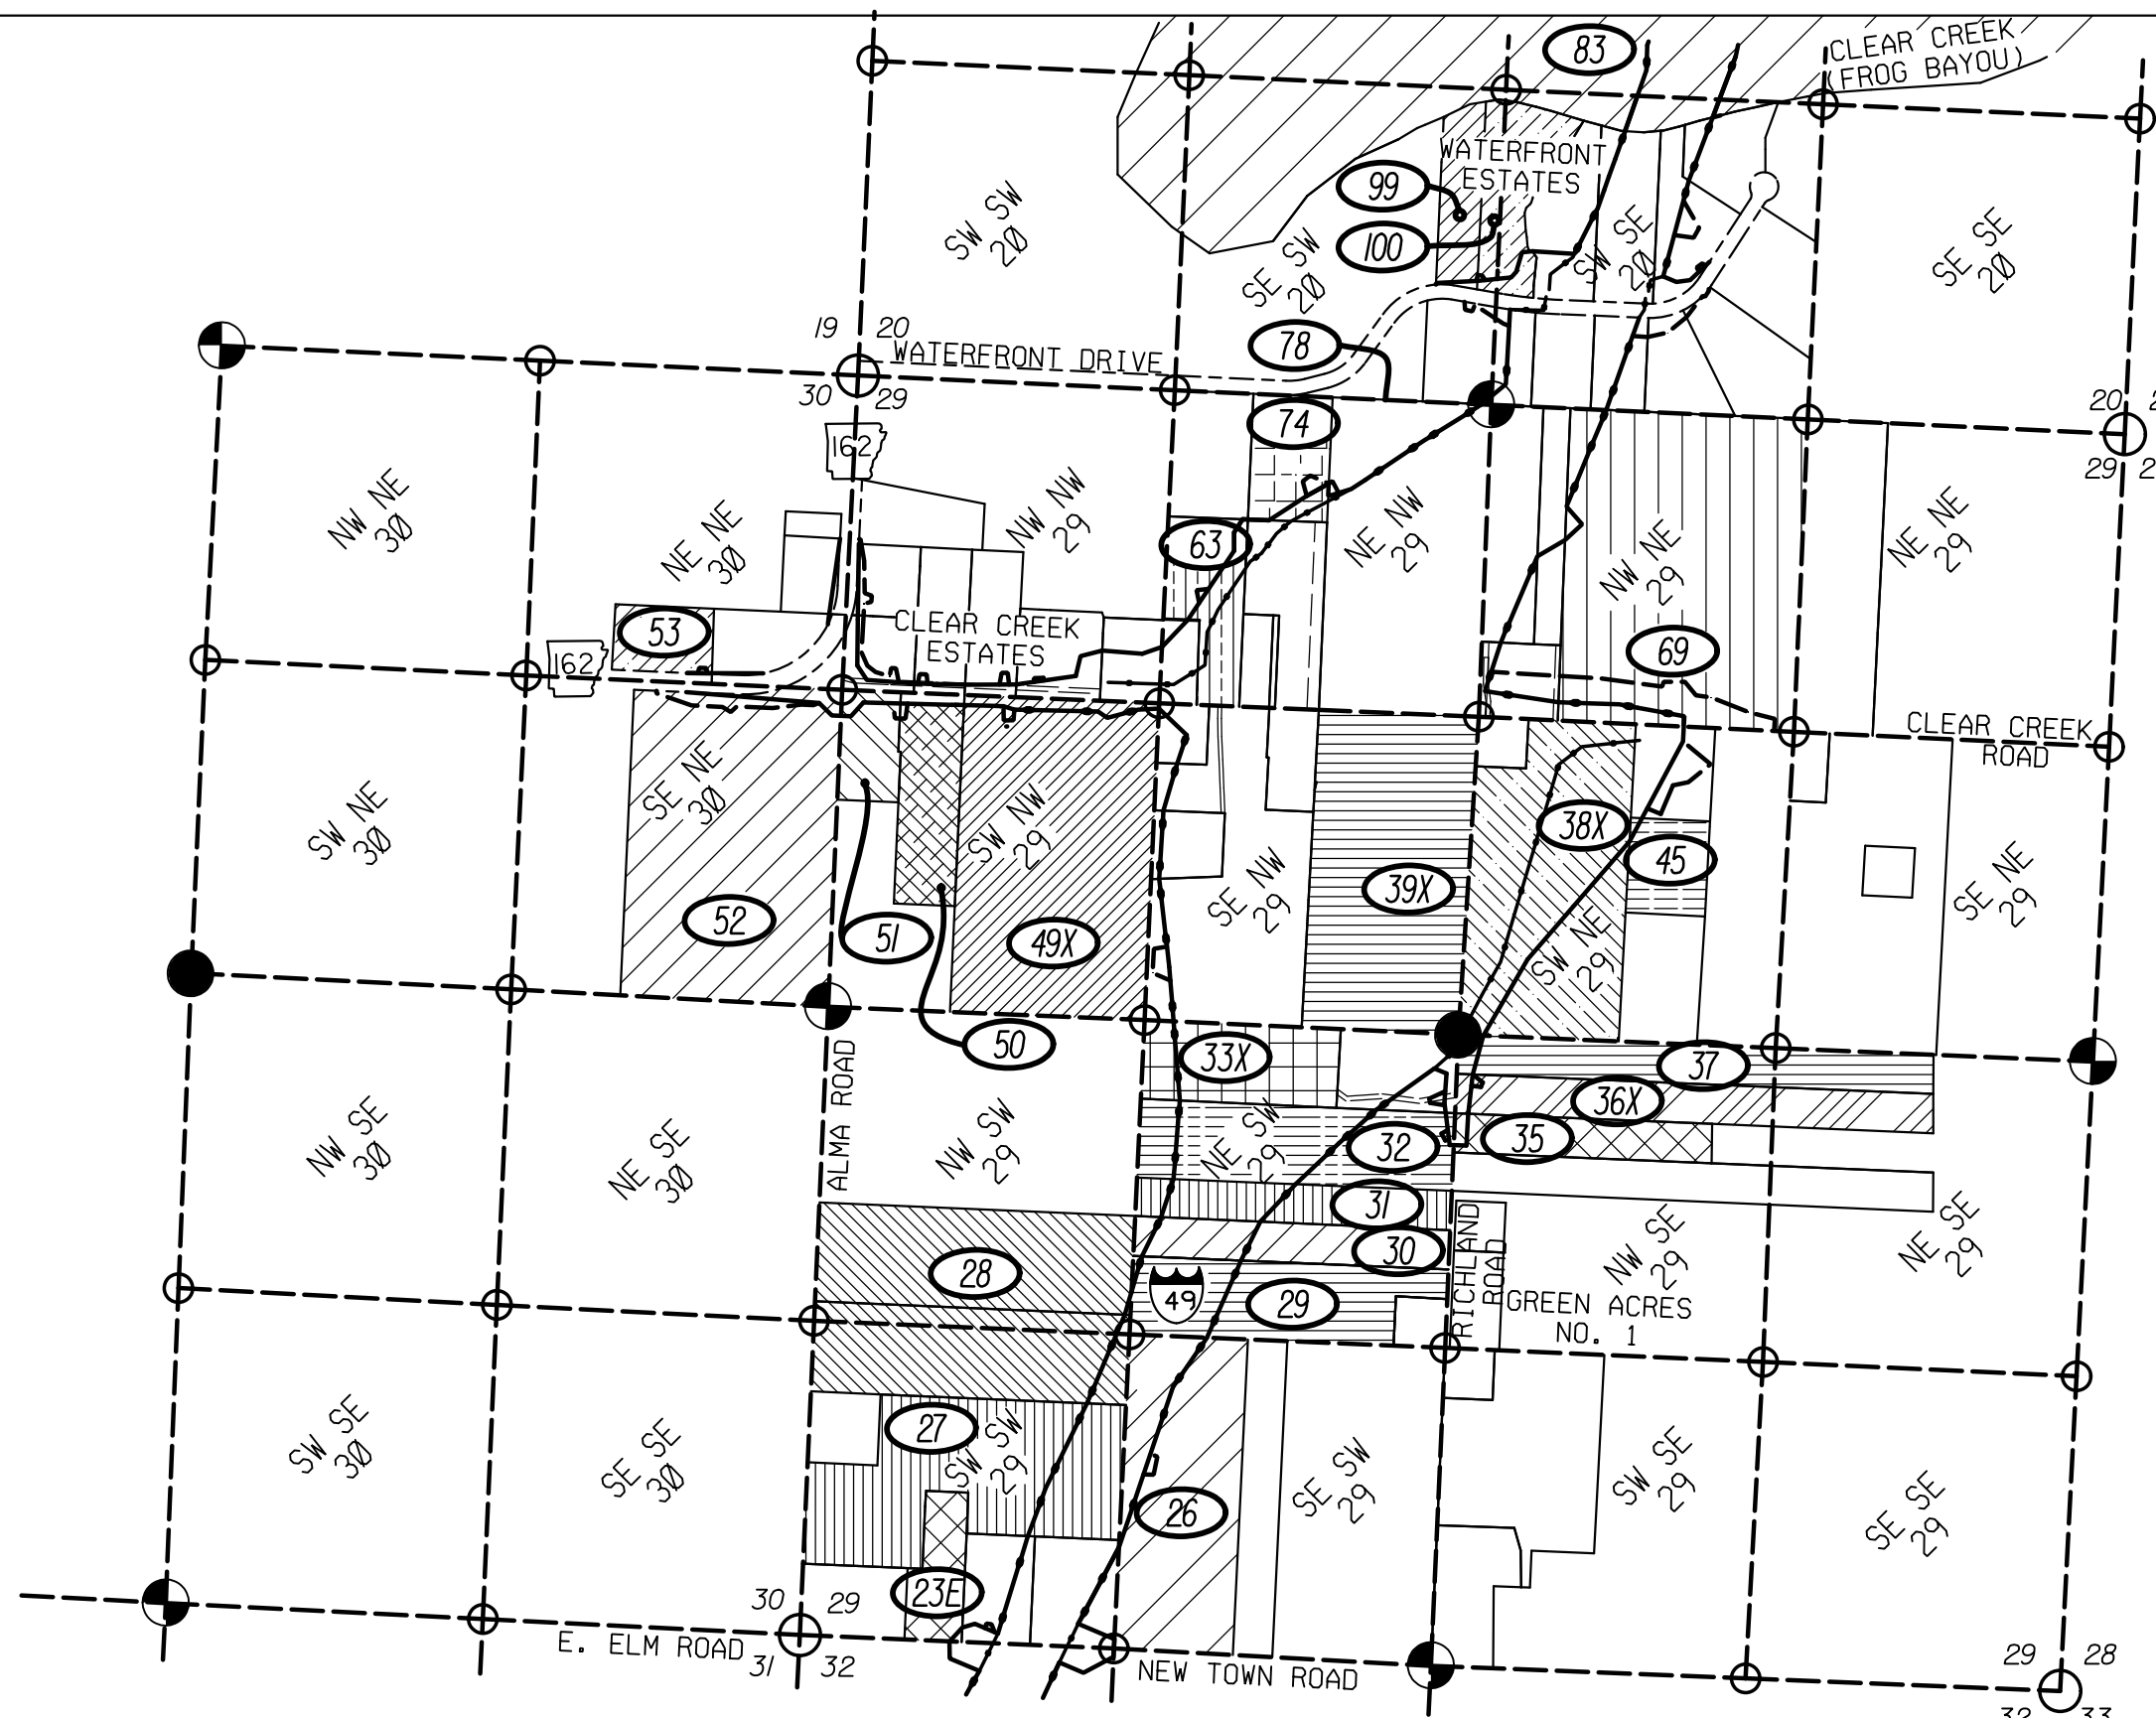 83
CLEAR CREEK
(FROG BAYOU)
WATERFRONT
ESTATES
99
100
SW SW
20
SE SW
20
SW SE
20
SE SE
20
19 20
WATERFRONT DRIVE
30 29
78
74
20
29
162
NW NE
30
NE NE
30
NW NW
29
63
NE NW
29
NW NE
29
NE NE
29
53
162
CLEAR CREEK
ESTATES
69
CLEAR CREEK
ROAD
SW NE
30
SE NE
30
SW NW
29
SE NW
29
39X
38X
45
SW NE
29
SE NE
29
52
51
49X
50
33X
37
36X
35
ALMA ROAD
NW SE
30
NE SE
30
NW SW
29
NE SW
29
32
31
30
RICHLAND
ROAD
NW SE
29
NE SE
29
28
49
29
GREEN ACRES
NO. 1
27
SW SE
30
SE SE
30
SW SW
29
26
SE SW
29
SW SE
29
SE SE
29
23E
30 29
E. ELM ROAD
31 32
NEW TOWN ROAD
29 28
32 33